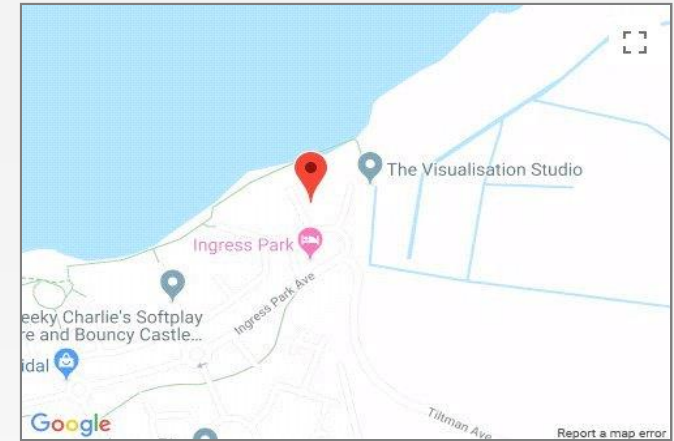 The Visualisation Studio
Ingress Park
eeky Charlie's Softplay
re and Bouncy Castle...
Ingress Park Ave
idal
Tiltman Ave
Google
Report a map error